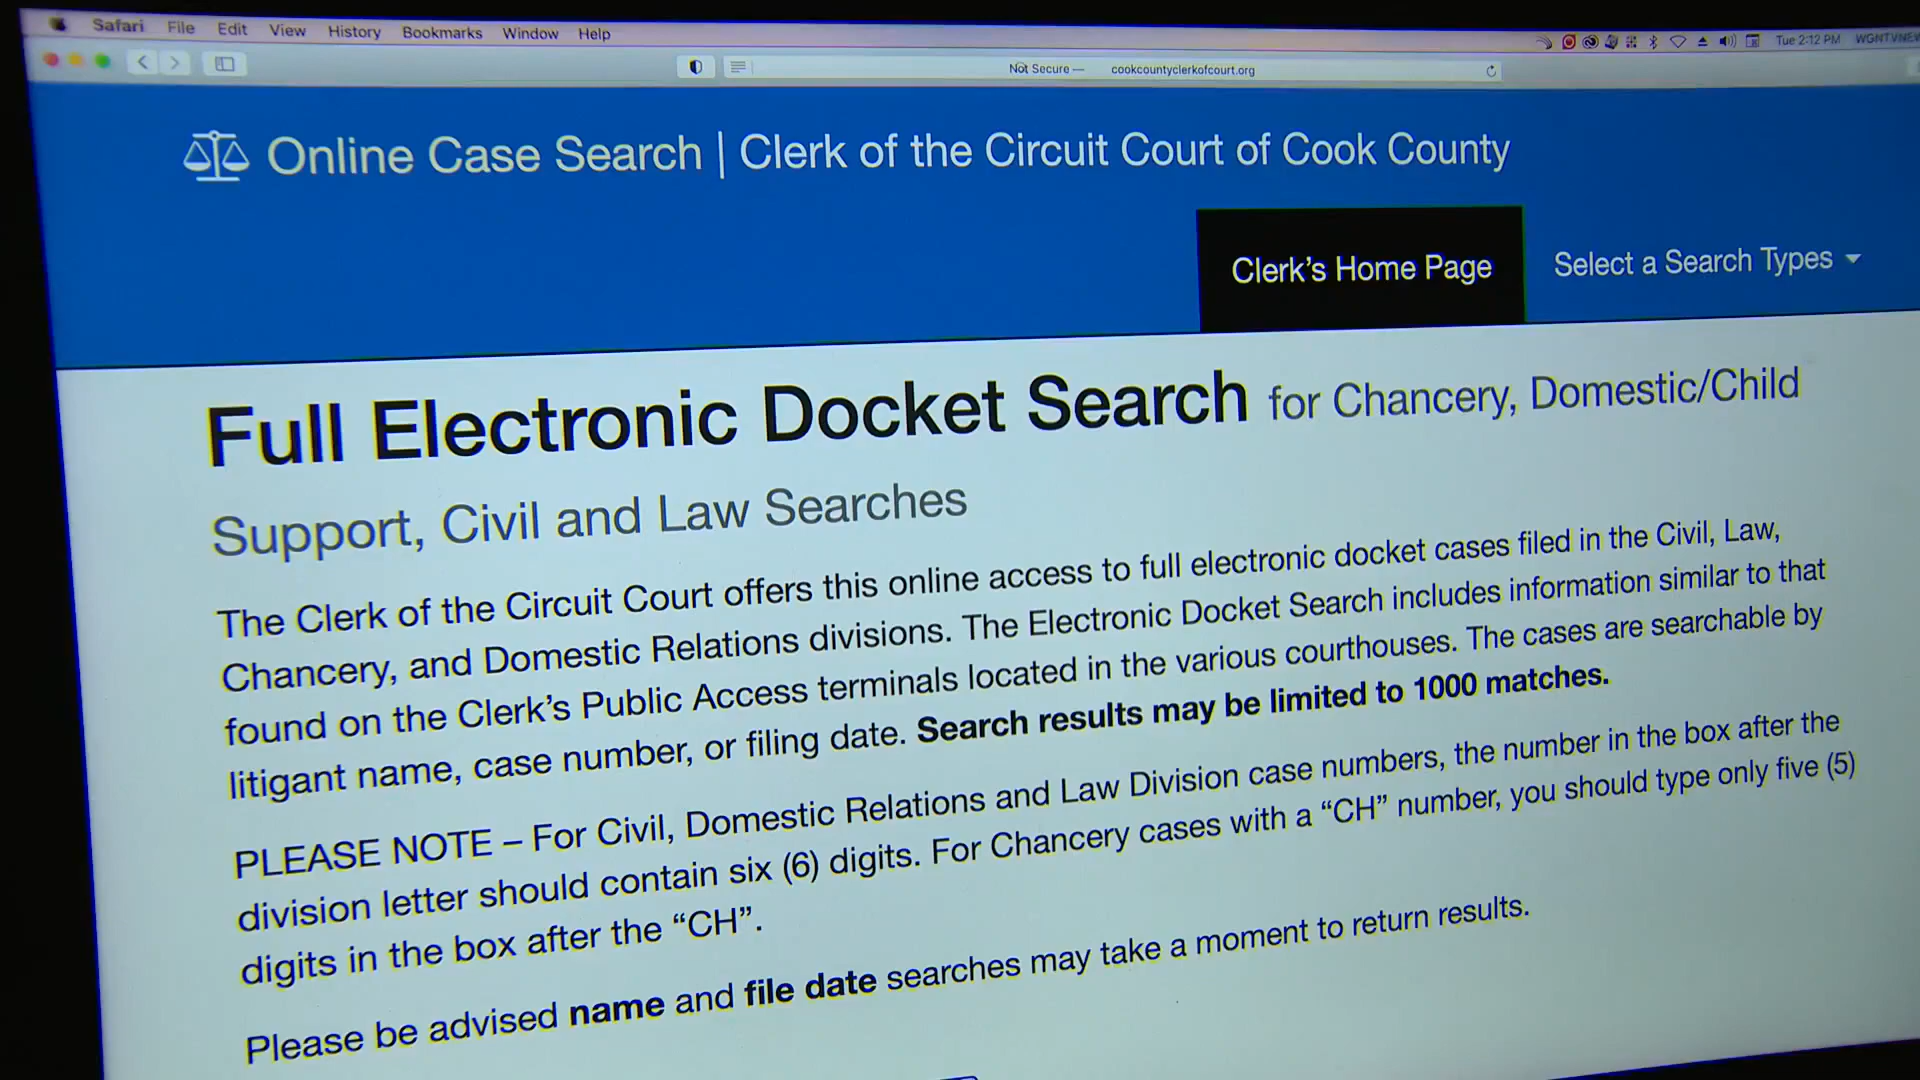 Safari File Edit View History Bookmarks Window Help Tue 2:12 PM WGNTVNEW
Not Secure — cookcountyclerkofcourt.org
Online Case Search | Clerk of the Circuit Court of Cook County
Clerk’s Home Page Select a Search Types
Full Electronic Docket Search for Chancery, Domestic/Child
Support, Civil and Law Searches
The Clerk of the Circuit Court offers this online access to full electronic docket cases filed in the Civil, Law,
Chancery, and Domestic Relations divisions. The Electronic Docket Search includes information similar to that
found on the Clerk’s Public Access terminals located in the various courthouses. The cases are searchable by
litigant name, case number, or filing date. Search results may be limited to 1000 matches.
PLEASE NOTE – For Civil, Domestic Relations and Law Division case numbers, the number in the box after the
division letter should contain six (6) digits. For Chancery cases with a “CH” number, you should type only five (5)
digits in the box after the “CH”.
Please be advised name and file date searches may take a moment to return results.